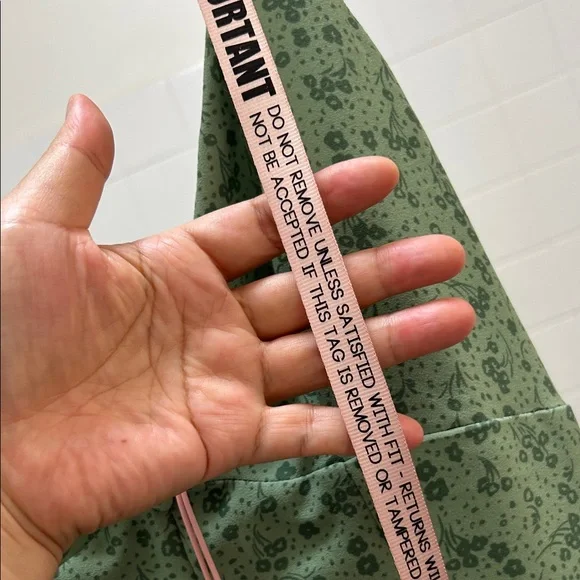 ORTANT
DO NOT REMOVE UNLESS SATISFIED WITH FIT - RETURNS WI
NOT BE ACCEPTED IF THIS TAG IS REMOVED OR TAMPERED